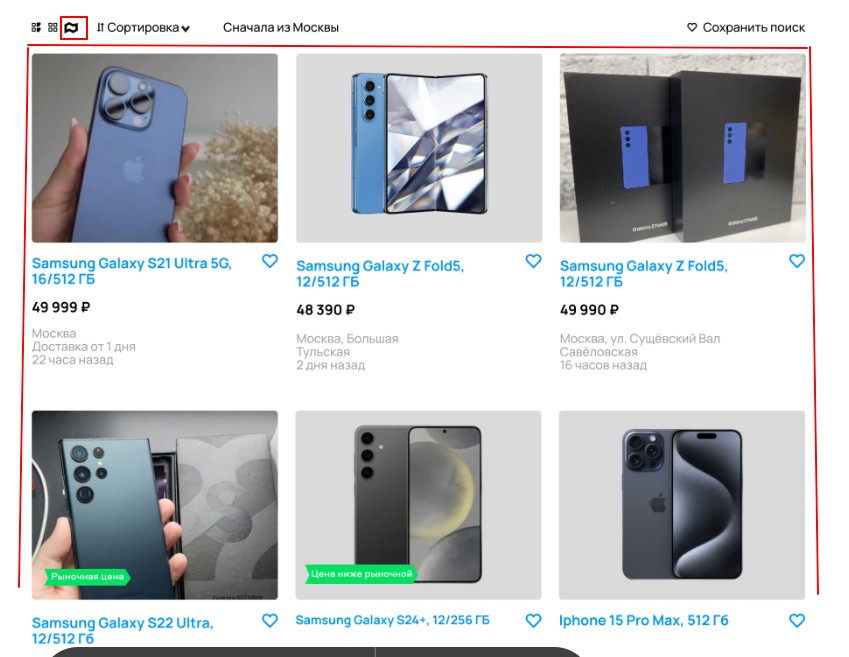 Сортировка
Сначала из Москвы
Сохранить поиск
Samsung Galaxy S21 Ultra 5G,
16/512 ГБ
49 999 ₽
Москва
Доставка от 1 дня
22 часа назад
Samsung Galaxy Z Fold5,
12/512 ГБ
48 390 ₽
Москва, Большая
Тульская
2 дня назад
Galaxy Z Fold5
Galaxy Z Fold5
Samsung Galaxy Z Fold5,
12/512 ГБ
49 990 ₽
Москва, ул. Сущёвский Вал
Савёловская
16 часов назад
Рыночная цена
Samsung Galaxy S22 Ultra,
12/512 Гб
Цена ниже рыночной
Samsung Galaxy S24+, 12/256 ГБ
Iphone 15 Pro Max, 512 Гб